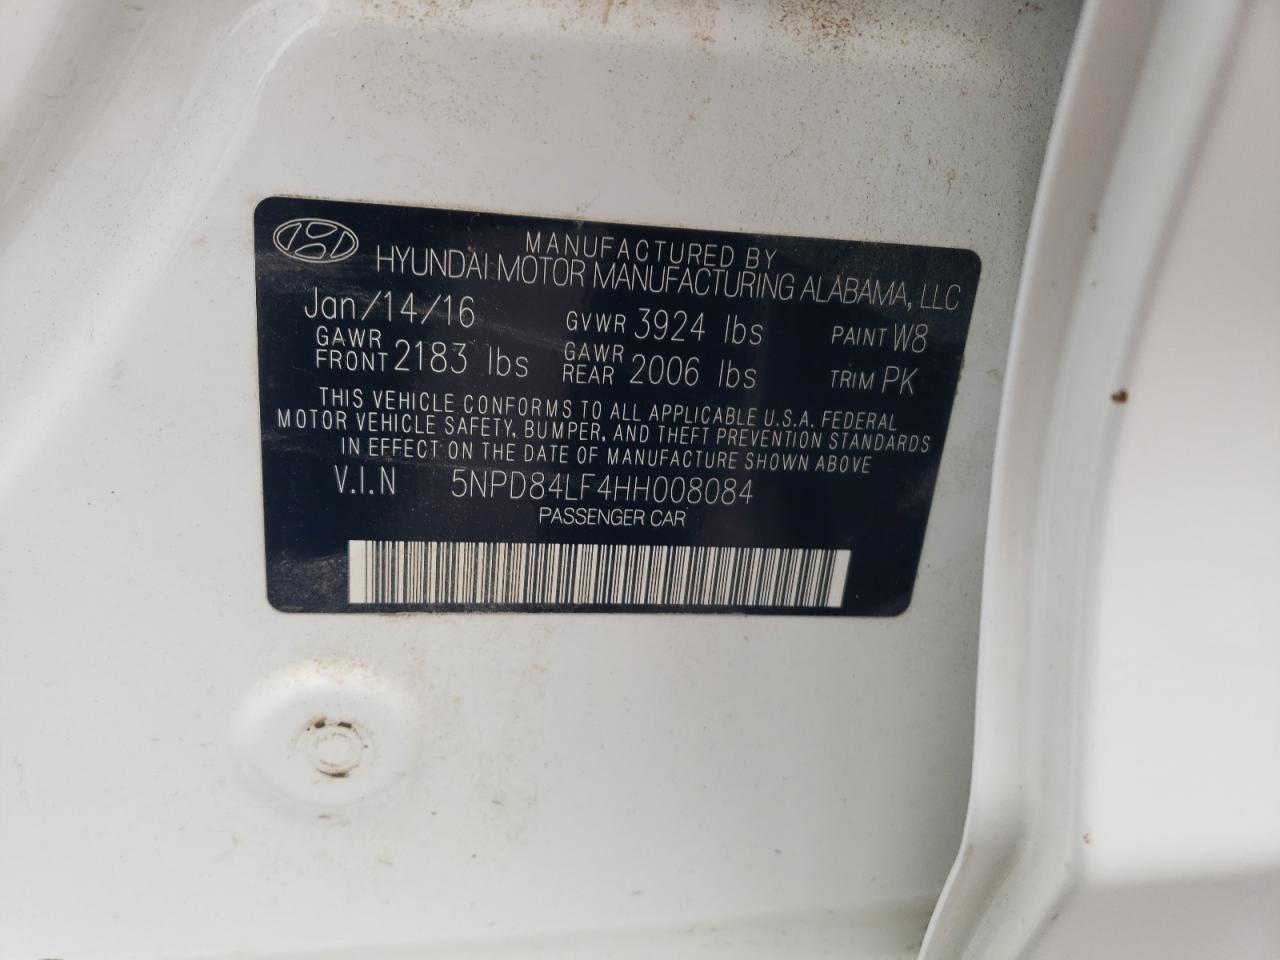 MANUFACTURED BY
HYUNDAI MOTOR MANUFACTURING ALABAMA, LLC
Jan/14/16 GVWR 3924 lbs PAINT W8
GAWR FRONT 2183 lbs GAWR REAR 2006 lbs TRIM PK
THIS VEHICLE CONFORMS TO ALL APPLICABLE U.S.A. FEDERAL
MOTOR VEHICLE SAFETY, BUMPER, AND THEFT PREVENTION STANDARDS
IN EFFECT ON THE DATE OF MANUFACTURE SHOWN ABOVE
V.I.N 5NPD84LF4HH008084
PASSENGER CAR